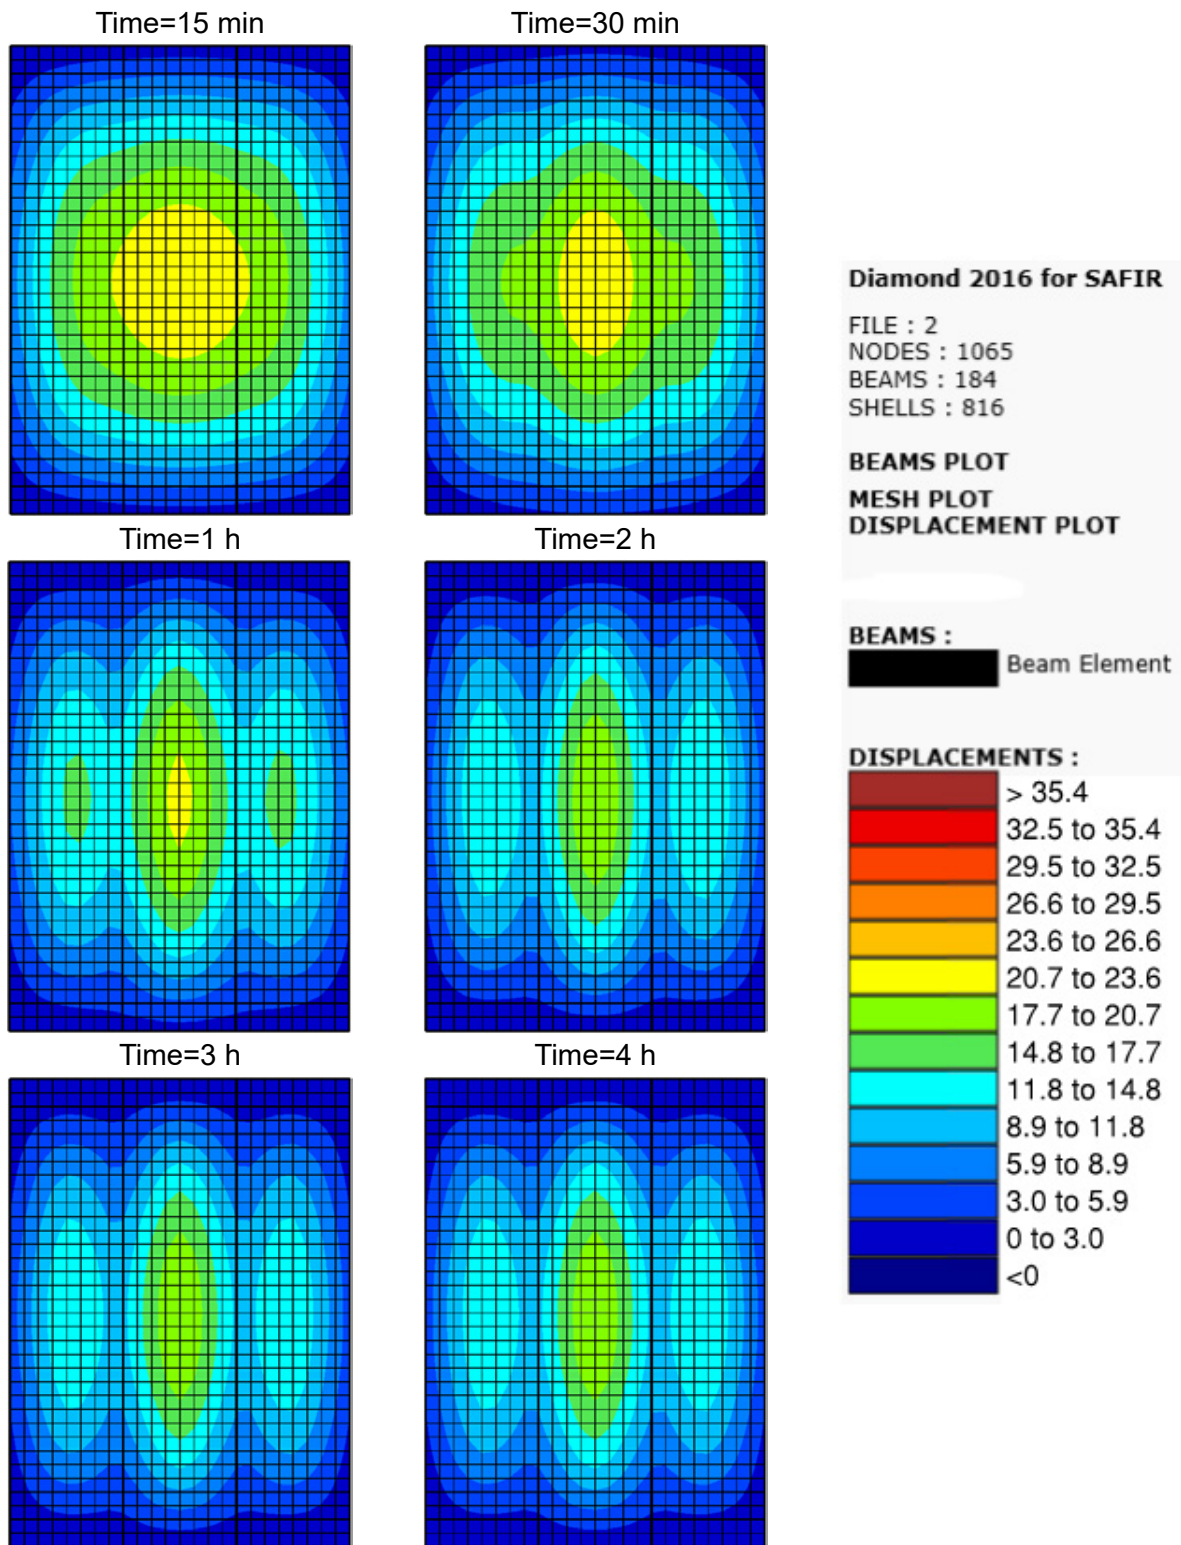 Time=15 min
Time=30 min
Time=1 h
Time=2 h
Time=3 h
Time=4 h
Diamond 2016 for SAFIR
FILE : 2
NODES : 1065
BEAMS : 184
SHELLS : 816
BEAMS PLOT
MESH PLOT
DISPLACEMENT PLOT
BEAMS :
Beam Element
DISPLACEMENTS :
> 35.4
32.5 to 35.4
29.5 to 32.5
26.6 to 29.5
23.6 to 26.6
20.7 to 23.6
17.7 to 20.7
14.8 to 17.7
11.8 to 14.8
8.9 to 11.8
5.9 to 8.9
3.0 to 5.9
0 to 3.0
<0